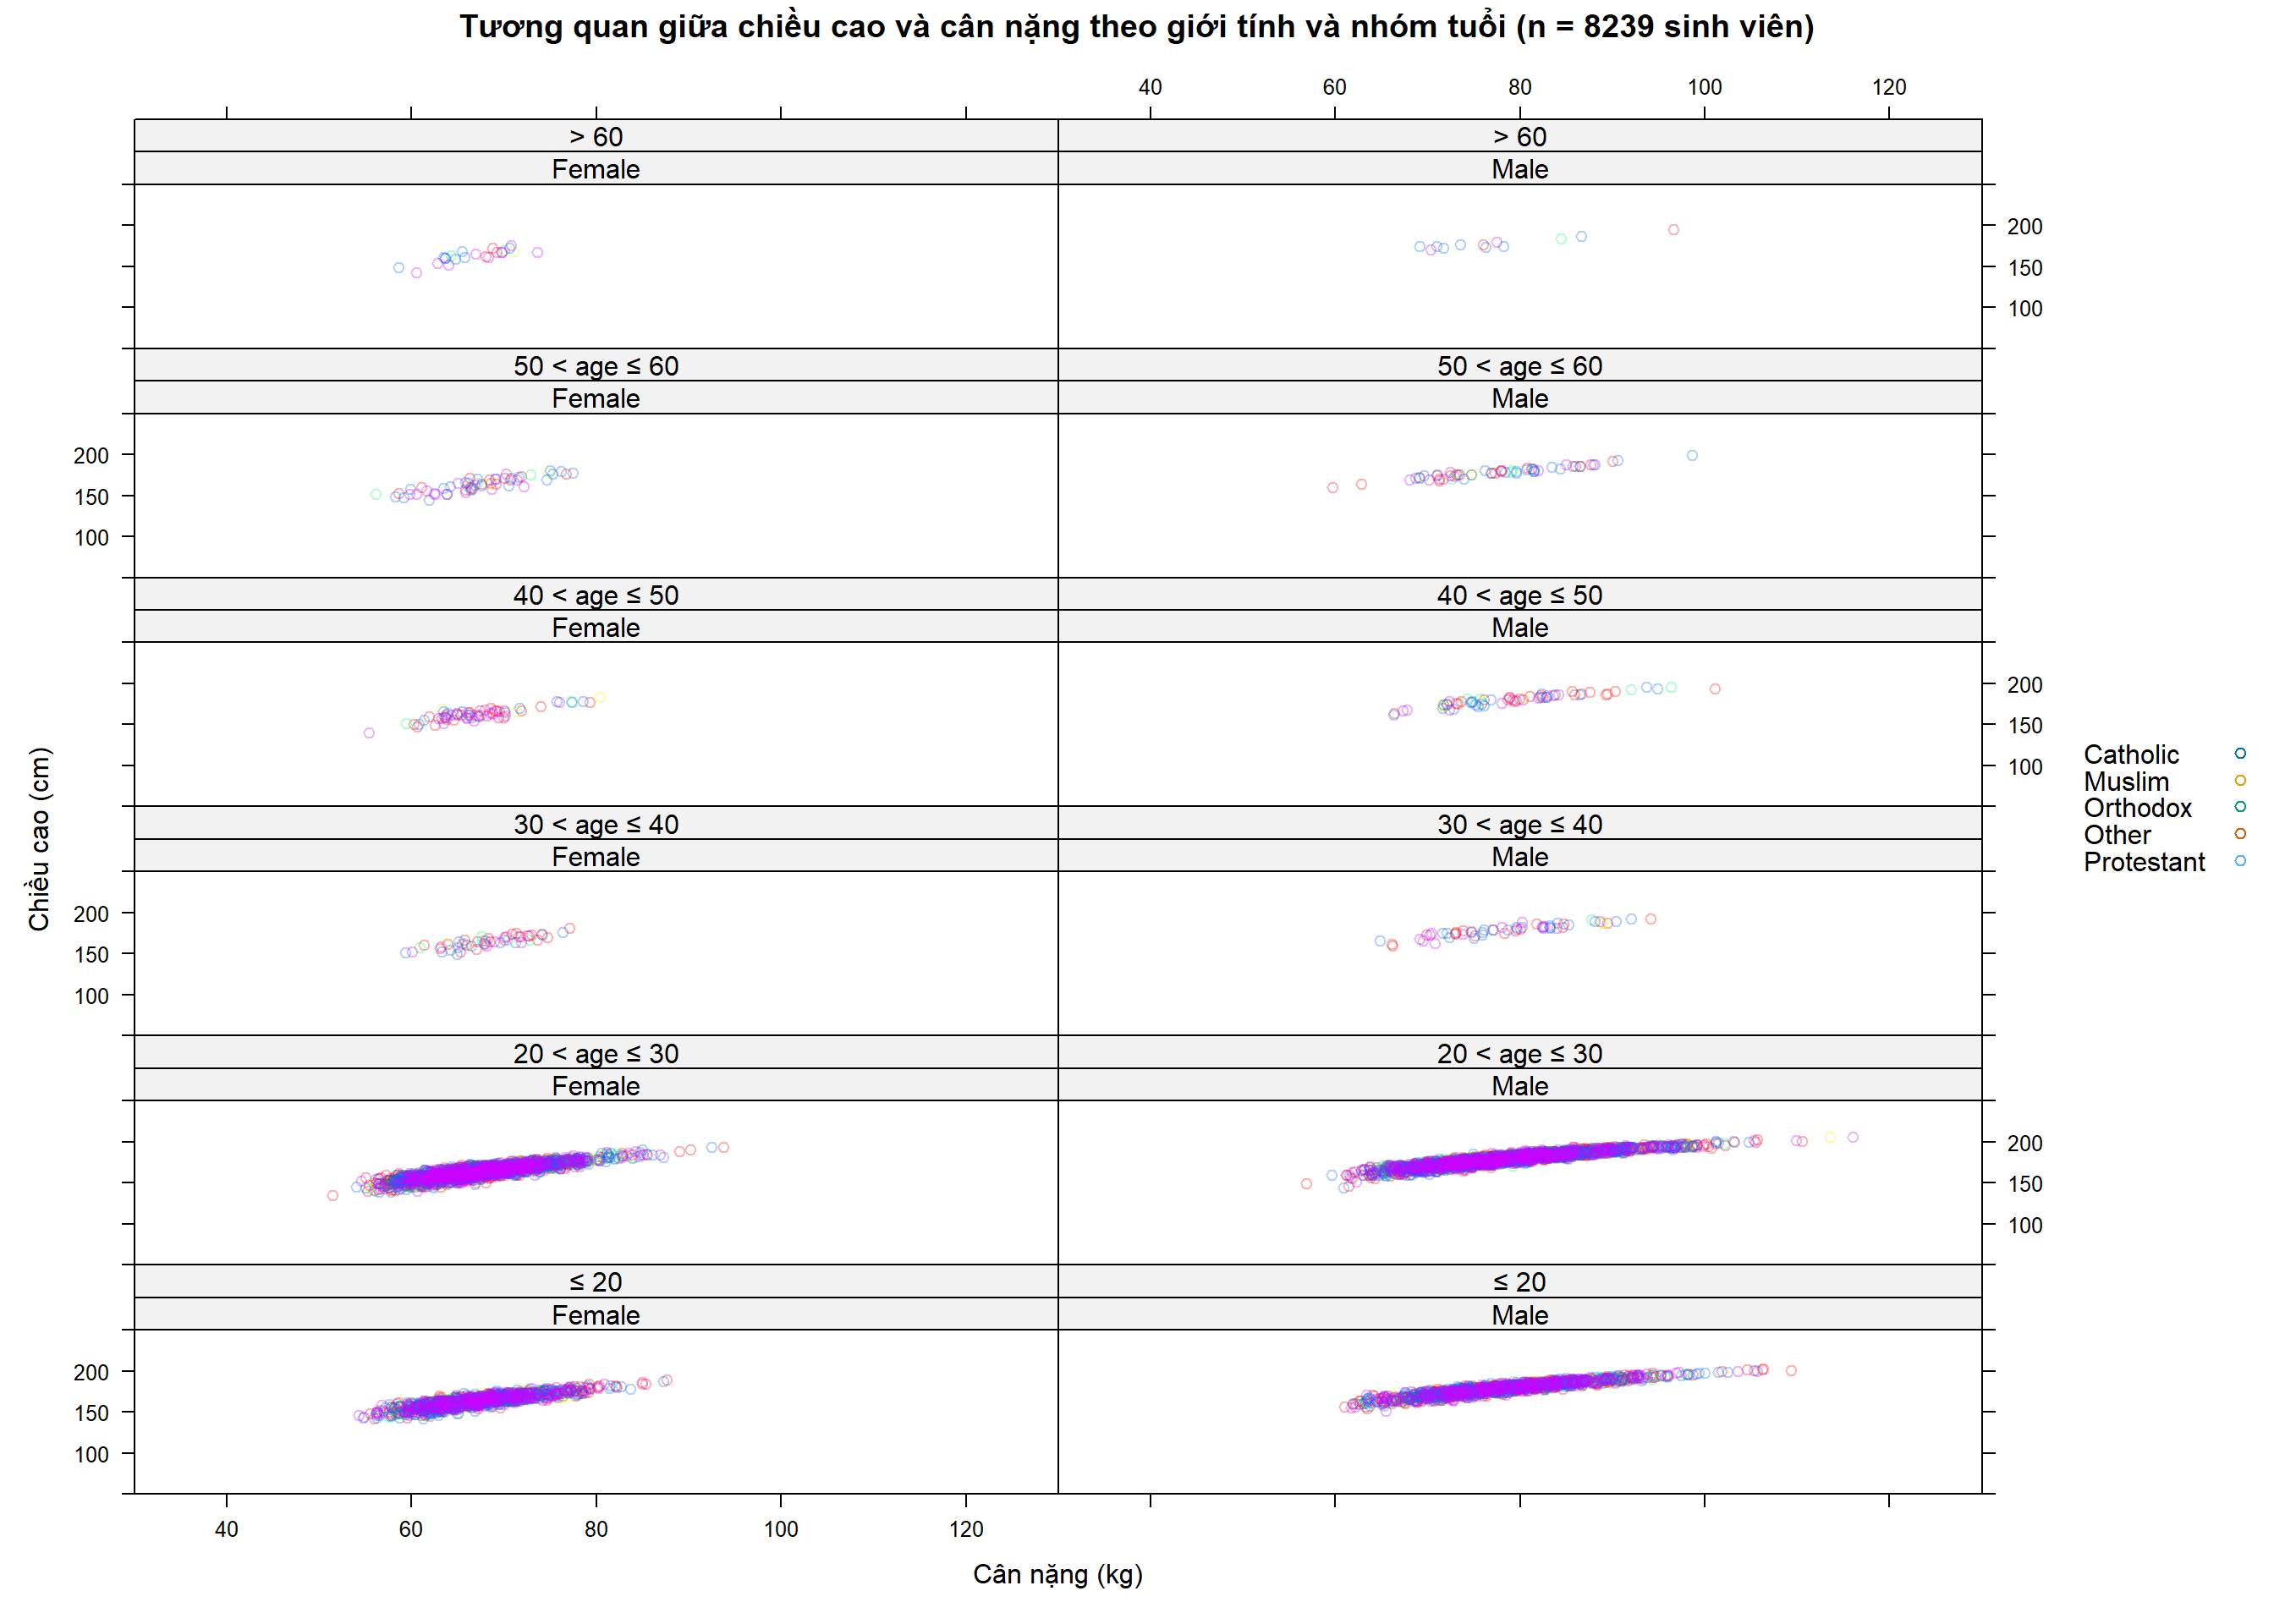 Tương quan giữa chiều cao và cân nặng theo giới tính và nhóm tuổi (n = 8239 sinh viên)
40 60 80 100 120
> 60 > 60
Female Male
200
150
100
50 < age ≤ 60 50 < age ≤ 60
Female Male
200
150
100
40 < age ≤ 50 40 < age ≤ 50
Female Male
200
150
100
30 < age ≤ 40 30 < age ≤ 40
Female Male
200
150
100
20 < age ≤ 30 20 < age ≤ 30
Female Male
200
150
100
≤ 20 ≤ 20
Female Male
200
150
100
40 60 80 100 120
Cân nặng (kg)
Chiều cao (cm)
Catholic
Muslim
Orthodox
Other
Protestant